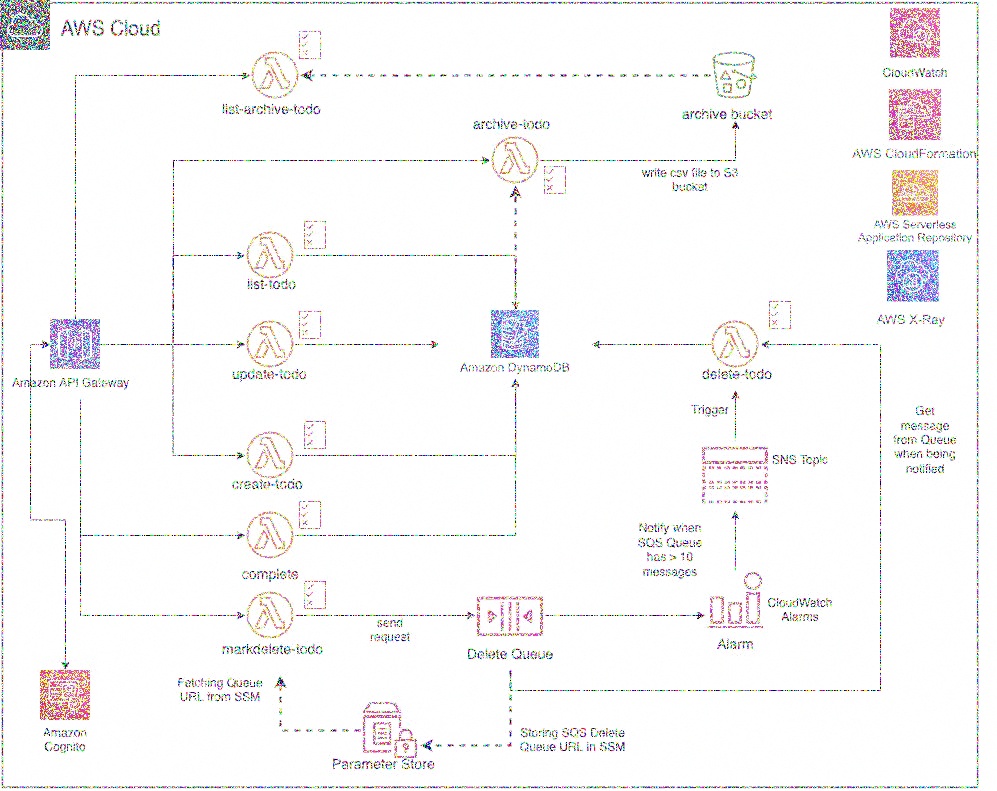 AWS Cloud
list-archive-todo
archive bucket
CloudWatch
archive-todo
write csv file to S3
bucket
AWS CloudFormation
AWS Serverless
Application Repository
list-todo
AWS X-Ray
Amazon API Gateway
update-todo
Amazon DynamoDB
delete-todo
Trigger
Get
message
from Queue
when being
notified
SNS Topic
create-todo
Notify when
SQS Queue
has > 10
messages
complete
CloudWatch
Alarms
send
request
Alarm
markdelete-todo
Delete Queue
Fetching Queue
URL from SSM
Amazon
Cognito
Storing SQS Delete
Queue URL in SSM
Parameter Store